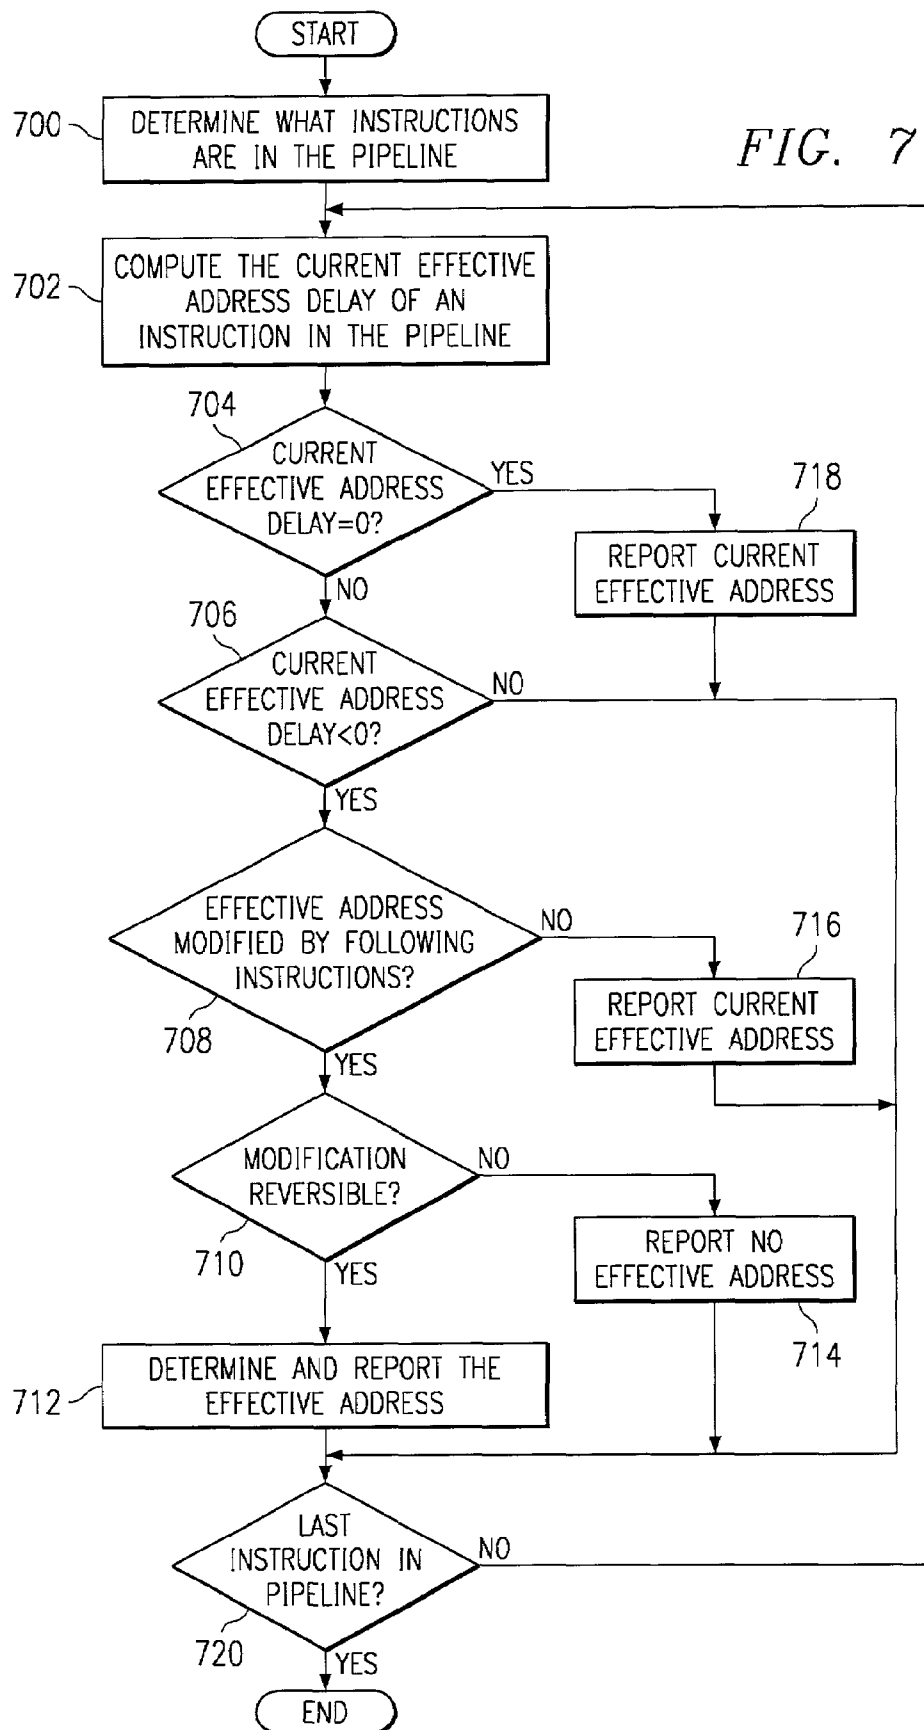 START
700
DETERMINE WHAT INSTRUCTIONS
ARE IN THE PIPELINE
FIG. 7
702
COMPUTE THE CURRENT EFFECTIVE
ADDRESS DELAY OF AN
INSTRUCTION IN THE PIPELINE
704
CURRENT
EFFECTIVE ADDRESS
DELAY=0?
YES
718
REPORT CURRENT
EFFECTIVE ADDRESS
NO
706
CURRENT
EFFECTIVE ADDRESS
DELAY<0?
NO
YES
EFFECTIVE ADDRESS
MODIFIED BY FOLLOWING
INSTRUCTIONS?
NO
716
REPORT CURRENT
EFFECTIVE ADDRESS
708
YES
MODIFICATION
REVERSIBLE?
NO
710
YES
REPORT NO
EFFECTIVE ADDRESS
714
712
DETERMINE AND REPORT THE
EFFECTIVE ADDRESS
LAST
INSTRUCTION IN
PIPELINE?
NO
720
YES
END